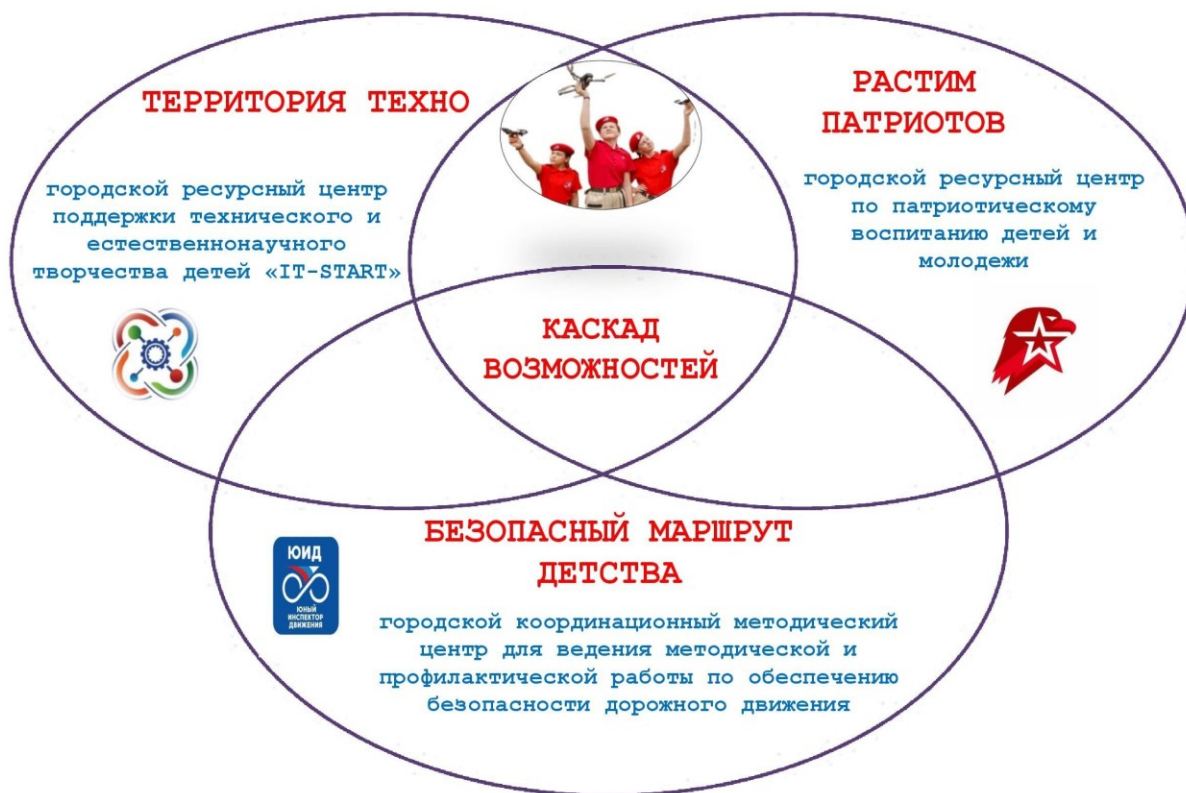 ТЕРРИТОРИЯ ТЕХНО
городской ресурсный центр
поддержки технического и
естественнонаучного
творчества детей «IT-START»
РАСТИМ
ПАТРИОТОВ
городской ресурсный центр
по патриотическому
воспитанию детей и
молодежи
КАСКАД
ВОЗМОЖНОСТЕЙ
БЕЗОПАСНЫЙ МАРШРУТ
ДЕТСТВА
ЮИД
ЮНЫЙ
ИНСПЕКТОР
ДВИЖЕНИЯ
городской координационный методический
центр для ведения методической и
профилактической работы по обеспечению
безопасности дорожного движения